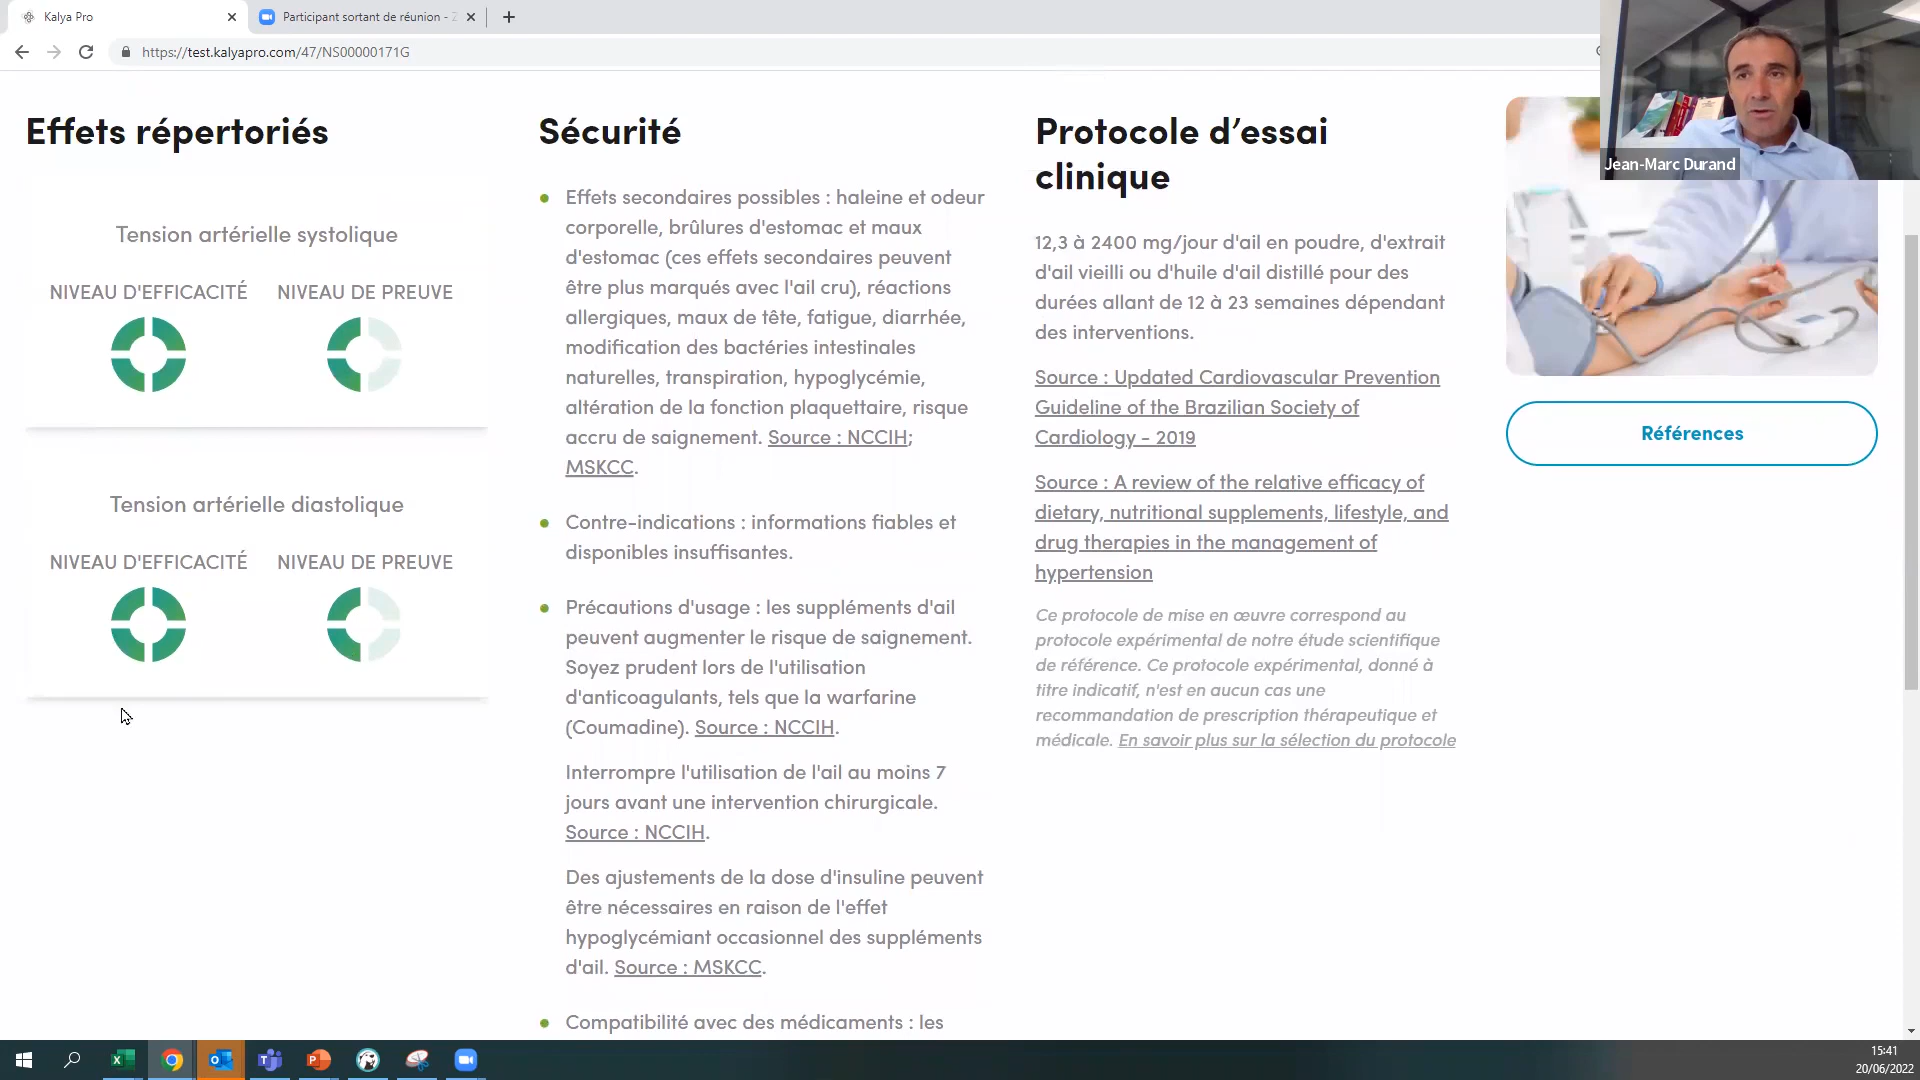 Kalya Pro
Participant sortant de réunion - Z
https://test.kalyapro.com/47/NS00000171G
Jean-Marc Durand
Effets répertoriés
Tension artérielle systolique
NIVEAU D'EFFICACITÉ
NIVEAU DE PREUVE
Tension artérielle diastolique
NIVEAU D'EFFICACITÉ
NIVEAU DE PREUVE
Sécurité
Effets secondaires possibles : haleine et odeur
corporelle, brûlures d'estomac et maux
d'estomac (ces effets secondaires peuvent
être plus marqués avec l'ail cru), réactions
allergiques, maux de tête, fatigue, diarrhée,
modification des bactéries intestinales
naturelles, transpiration, hypoglycémie,
altération de la fonction plaquettaire, risque
accru de saignement. Source : NCCIH;
MSKCC.
Contre-indications : informations fiables et
disponibles insuffisantes.
Précautions d'usage : les suppléments d'ail
peuvent augmenter le risque de saignement.
Soyez prudent lors de l'utilisation
d'anticoagulants, tels que la warfarine
(Coumadine). Source : NCCIH.
Interrompre l'utilisation de l'ail au moins 7
jours avant une intervention chirurgicale.
Source : NCCIH.
Des ajustements de la dose d'insuline peuvent
être nécessaires en raison de l'effet
hypoglycémiant occasionnel des suppléments
d'ail. Source : MSKCC.
Compatibilité avec des médicaments : les
Protocole d’essai
clinique
12,3 à 2400 mg/jour d'ail en poudre, d'extrait
d'ail vieilli ou d'huile d'ail distillé pour des
durées allant de 12 à 23 semaines dépendant
des interventions.
Source : Updated Cardiovascular Prevention
Guideline of the Brazilian Society of
Cardiology - 2019
Source : A review of the relative efficacy of
dietary, nutritional supplements, lifestyle, and
drug therapies in the management of
hypertension
Ce protocole de mise en œuvre correspond au
protocole expérimental de notre étude scientifique
de référence. Ce protocole expérimental, donné à
titre indicatif, n'est en aucun cas une
recommandation de prescription thérapeutique et
médicale. En savoir plus sur la sélection du protocole
Références
15:41
20/06/2022